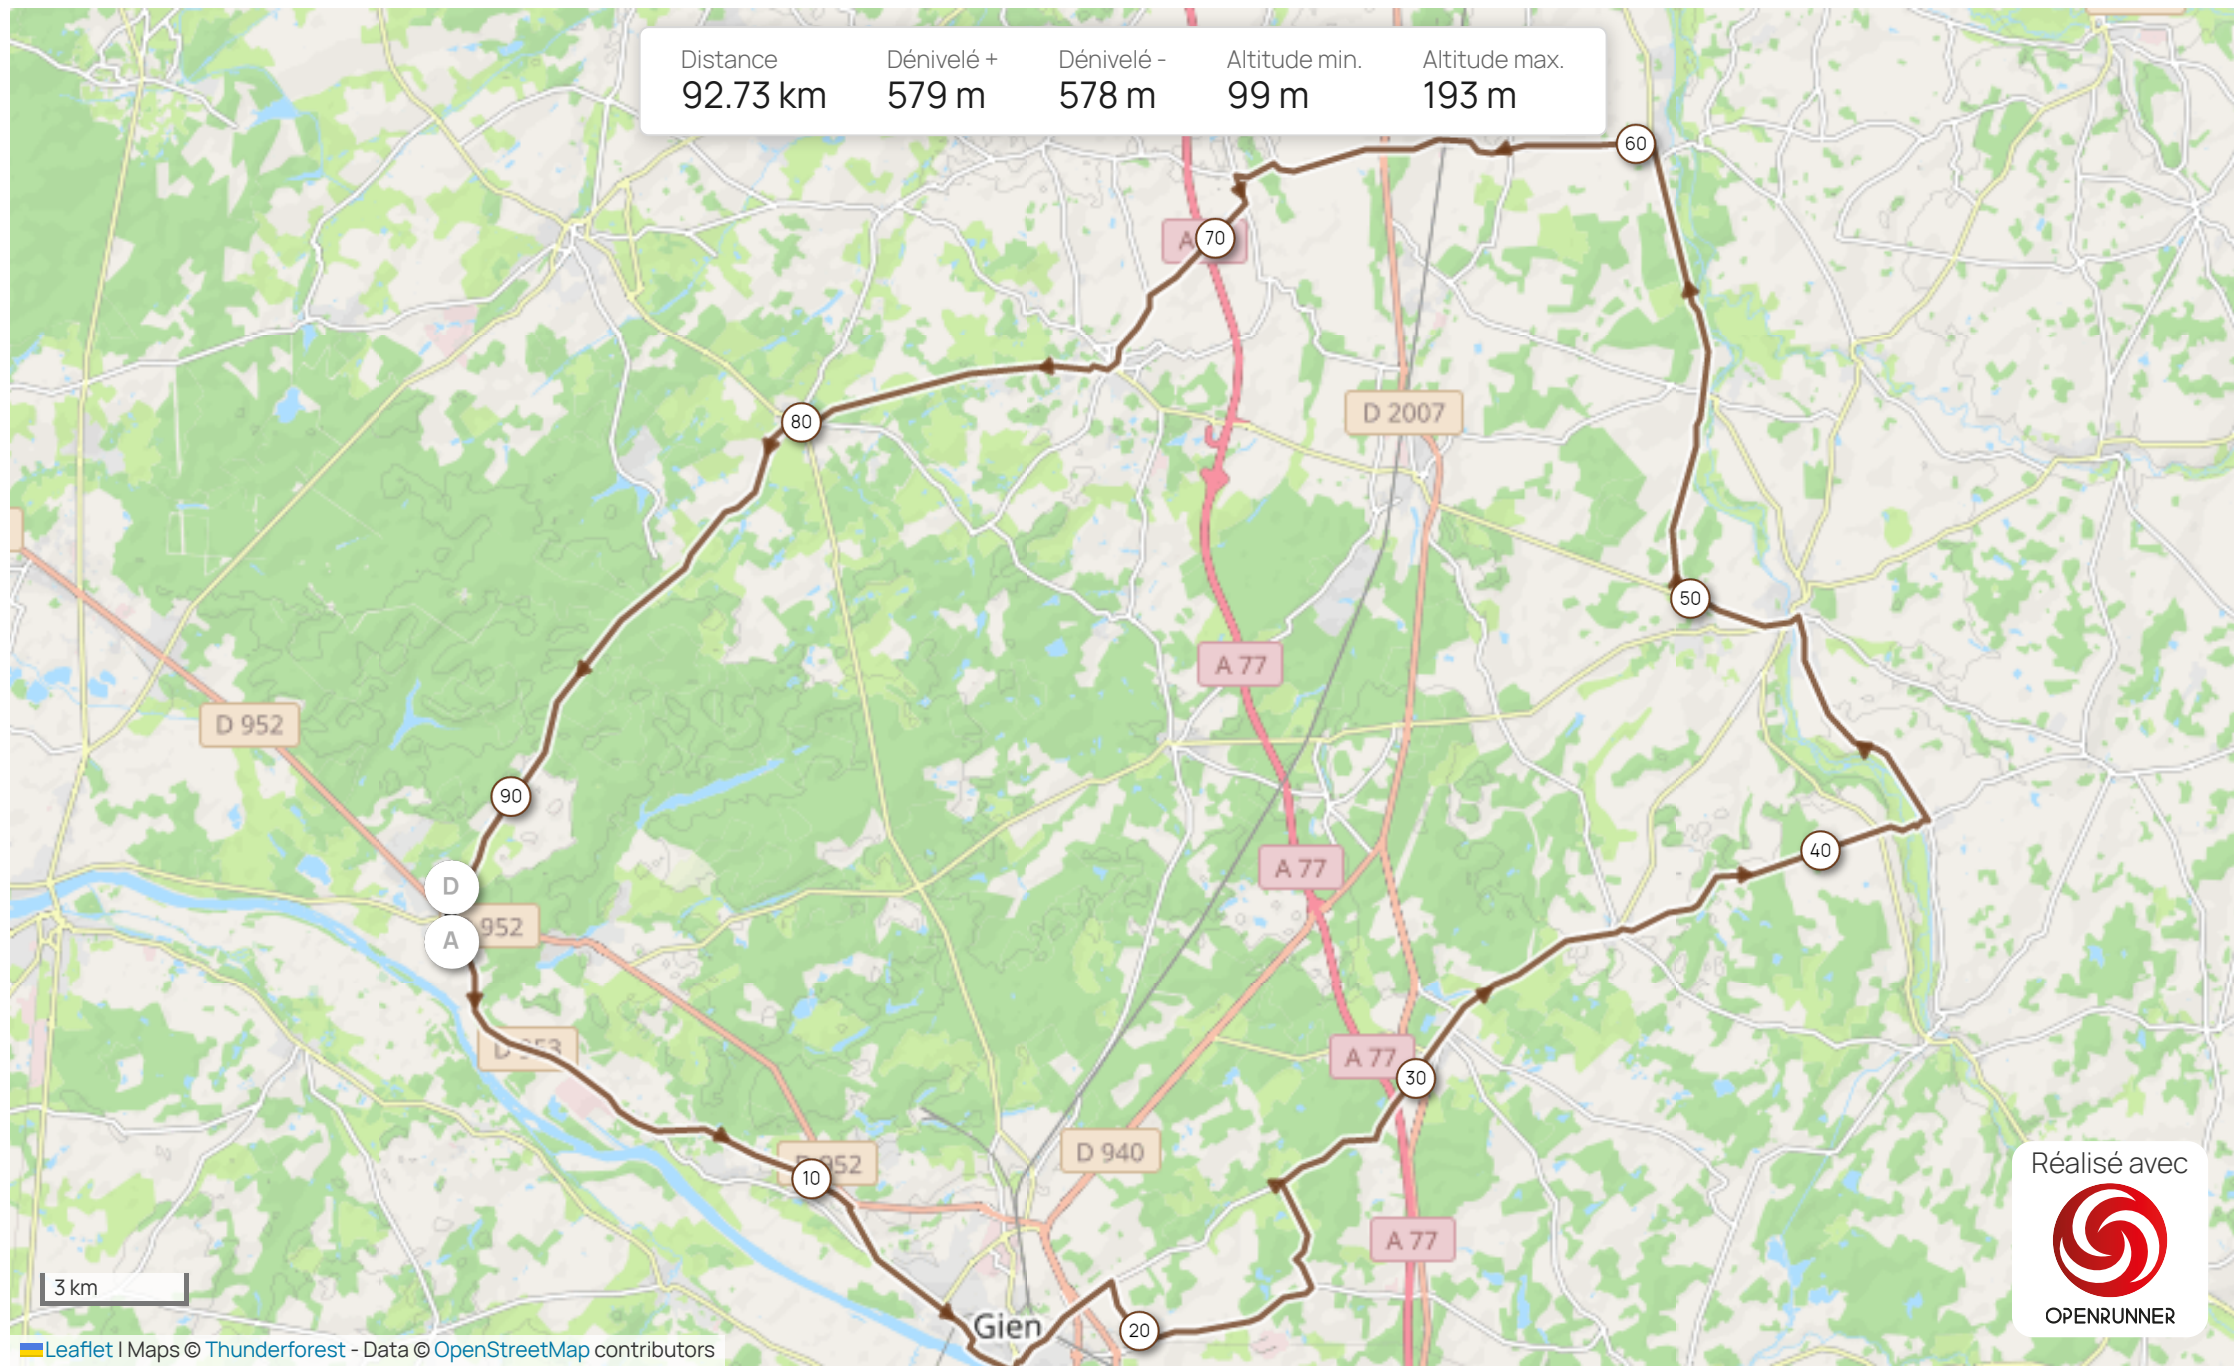 Distance
92.73 km
Dénivelé +
579 m
Dénivelé -
578 m
Altitude min.
99 m
Altitude max.
193 m
60
70
80
D 2007
50
A 77
D 952
90
40
A 77
D
952
A
A 77
30
10
D 940
A 77
20
Gien
3 km
Réalisé avec
OPENRUNNER
Leaflet | Maps © Thunderforest - Data © OpenStreetMap contributors